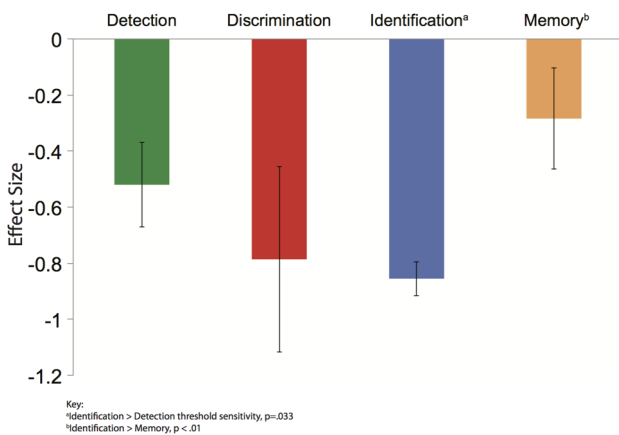 Detection Discrimination Identificationᵃ Memoryᵇ
0
-0.2
-0.4
-0.6
-0.8
-1
-1.2
Effect Size
Key:
ᵃIdentification > Detection threshold sensitivity, p=.033
ᵇIdentification > Memory, p < .01